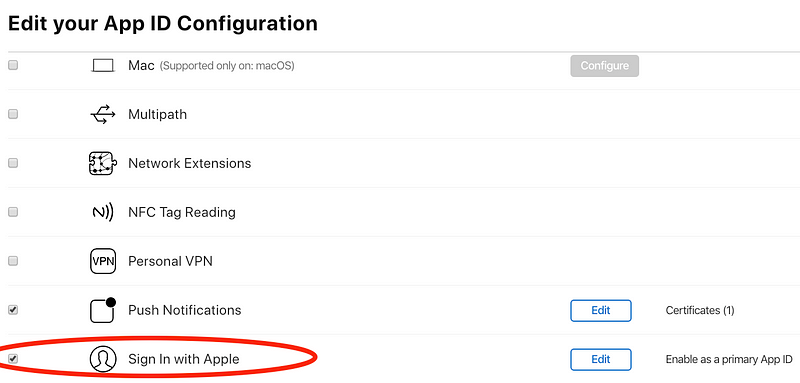 Edit your App ID Configuration
Mac (Supported only on: macOS) Configure
Multipath
Network Extensions
NFC Tag Reading
VPN Personal VPN
Push Notifications Edit Certificates (1)
Sign In with Apple Edit Enable as a primary App ID